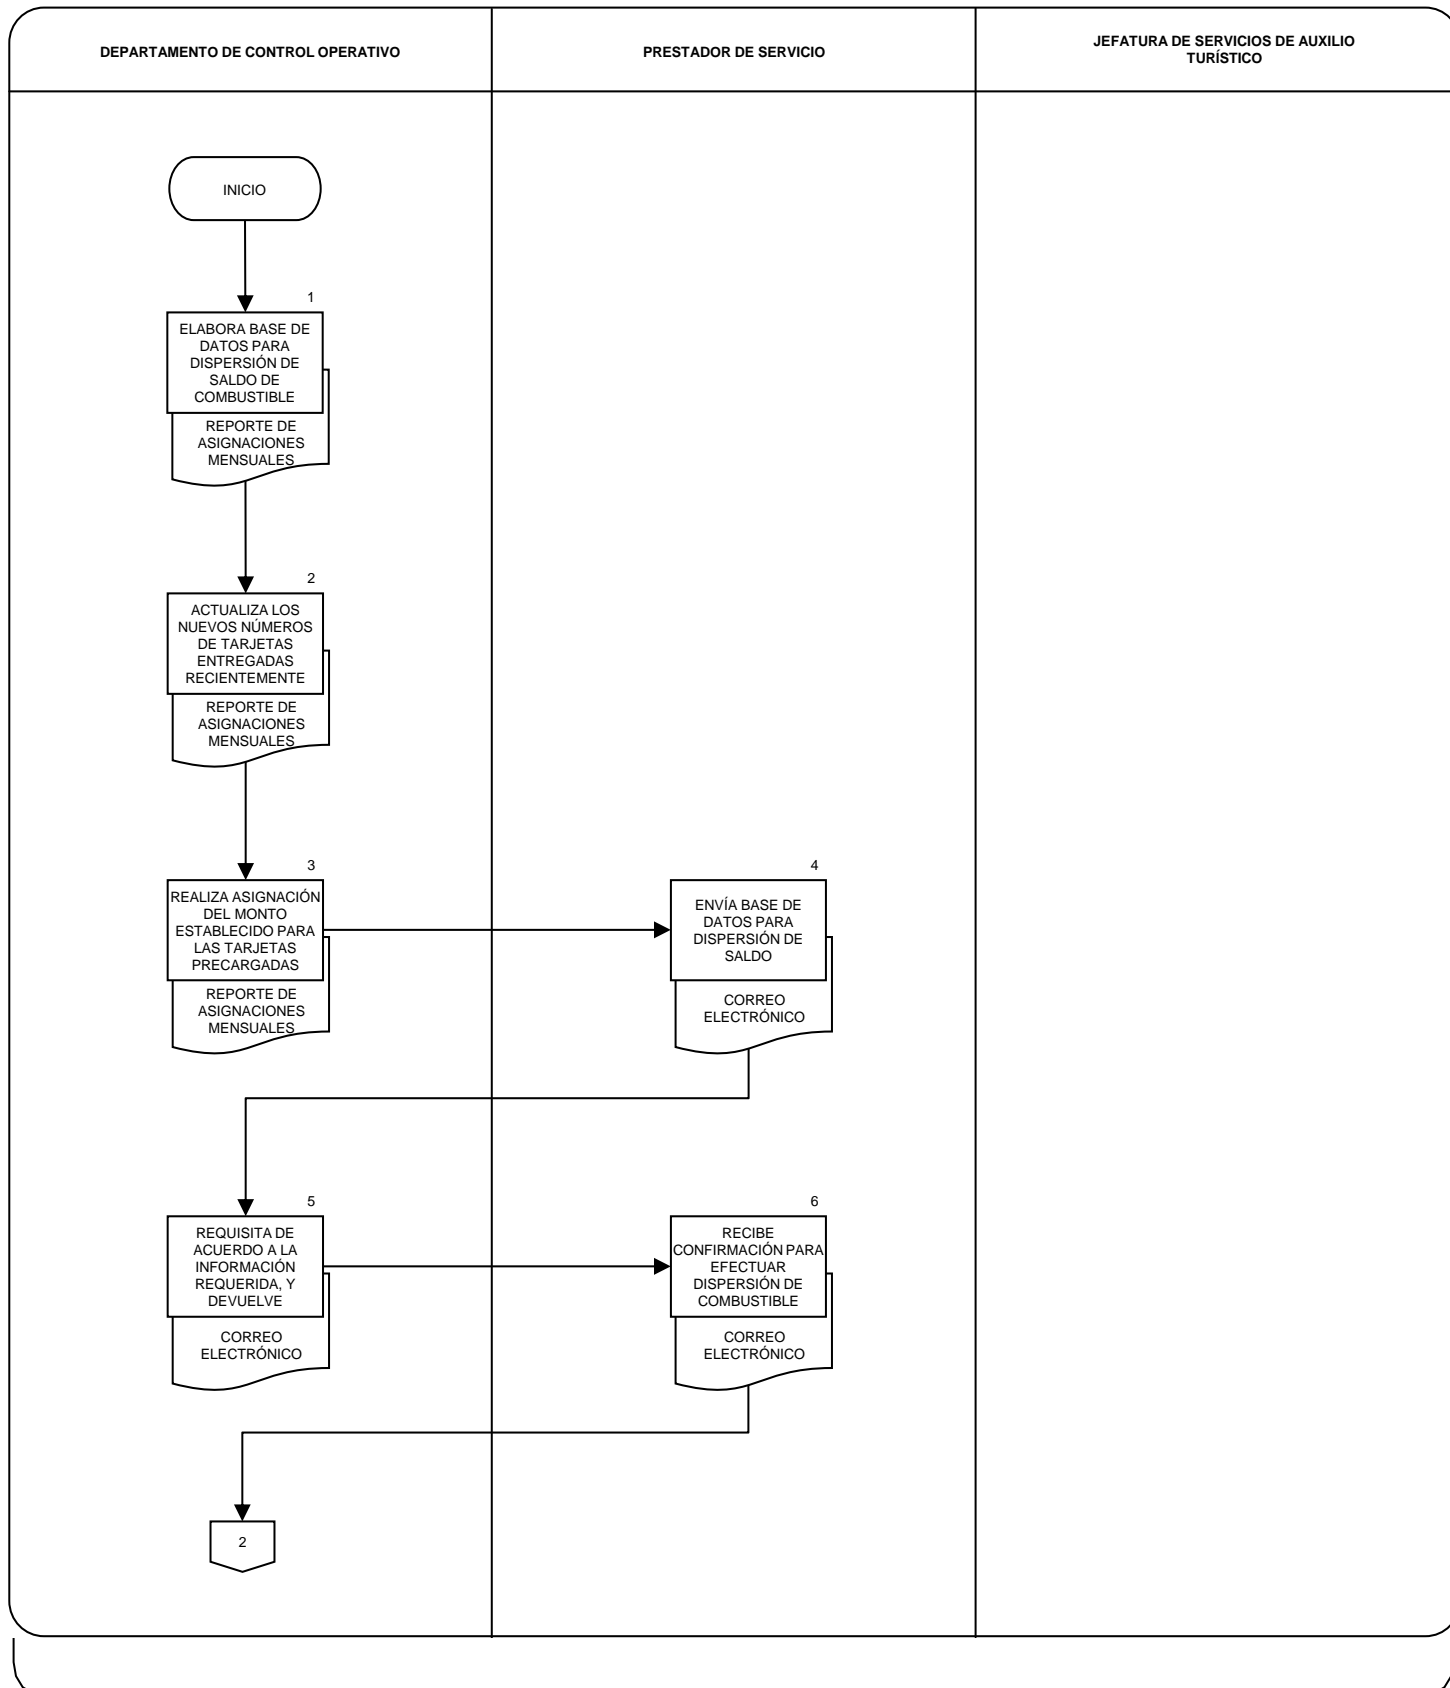 DEPARTAMENTO DE CONTROL OPERATIVO
PRESTADOR DE SERVICIO
JEFATURA DE SERVICIOS DE AUXILIO
TURÍSTICO
INICIO
1
ELABORA BASE DE
DATOS PARA
DISPERSIÓN DE
SALDO DE
COMBUSTIBLE
REPORTE DE
ASIGNACIONES
MENSUALES
2
ACTUALIZA LOS
NUEVOS NÚMEROS
DE TARJETAS
ENTREGADAS
RECIENTEMENTE
REPORTE DE
ASIGNACIONES
MENSUALES
3
REALIZA ASIGNACIÓN
DEL MONTO
ESTABLECIDO PARA
LAS TARJETAS
PRECARGADAS
REPORTE DE
ASIGNACIONES
MENSUALES
4
ENVÍA BASE DE
DATOS PARA
DISPERSIÓN DE
SALDO
CORREO
ELECTRÓNICO
5
REQUISITA DE
ACUERDO A LA
INFORMACIÓN
REQUERIDA, Y
DEVUELVE
CORREO
ELECTRÓNICO
6
RECIBE
CONFIRMACIÓN PARA
EFECTUAR
DISPERSIÓN DE
COMBUSTIBLE
CORREO
ELECTRÓNICO
2